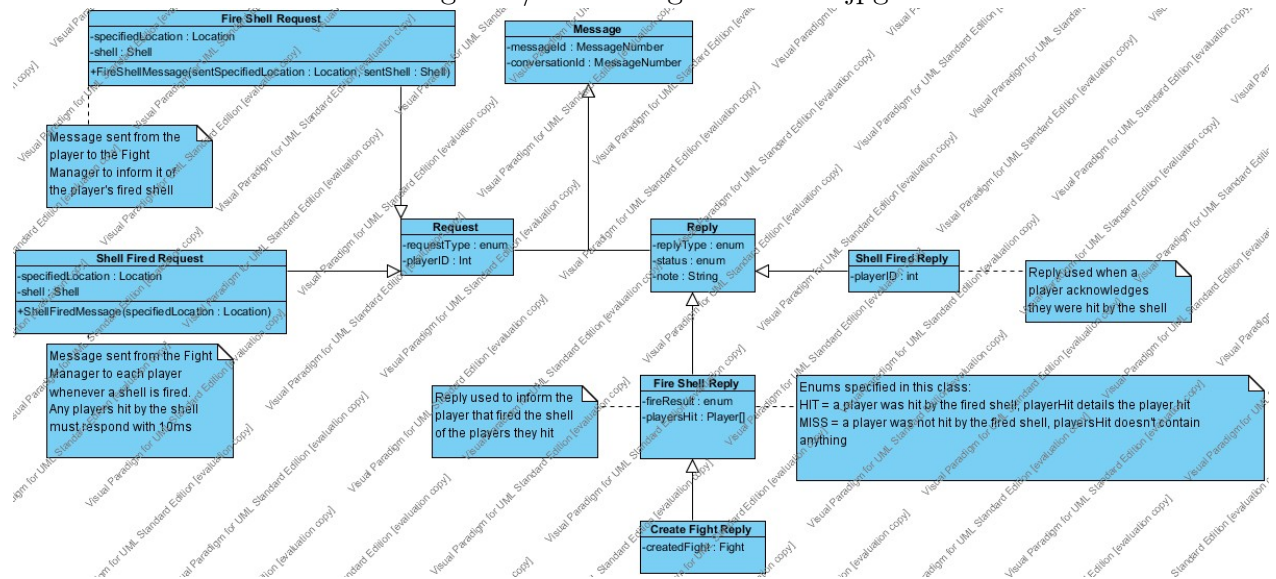 Fire Shell Request
-specifiedLocation : Location
-shell : Shell
+FireShellMessage(sentSpecifiedLocation : Location, sentShell : Shell)
Message
-messageId : MessageNumber
-conversationId : MessageNumber
Message sent from the
player to the Fight
Manager to inform it of
the player's fired shell
Request
-requestType : enum
-playerID : Int
Reply
-replyType : enum
-status : enum
-note : String
Shell Fired Request
-specifiedLocation : Location
-shell : Shell
+ShellFiredMessage(specifiedLocation : Location)
Shell Fired Reply
-playerID : int
Reply used when a
player acknowledges
they were hit by the shell
Message sent from the Fight
Manager to each player
whenever a shell is fired.
Any players hit by the shell
must respond with 10ms
Reply used to inform the
player that fired the shell
of the players they hit
Fire Shell Reply
-fireResult : enum
-playersHit : Player[]
Enums specified in this class:
HIT = a player was hit by the fired shell, playerHit details the player hit
MISS = a player was not hit by the fired shell, playersHit doesn't contain
anything
Create Fight Reply
-createdFight : Fight
Visual Paradigm for UML Standard Edition [evaluation copy]